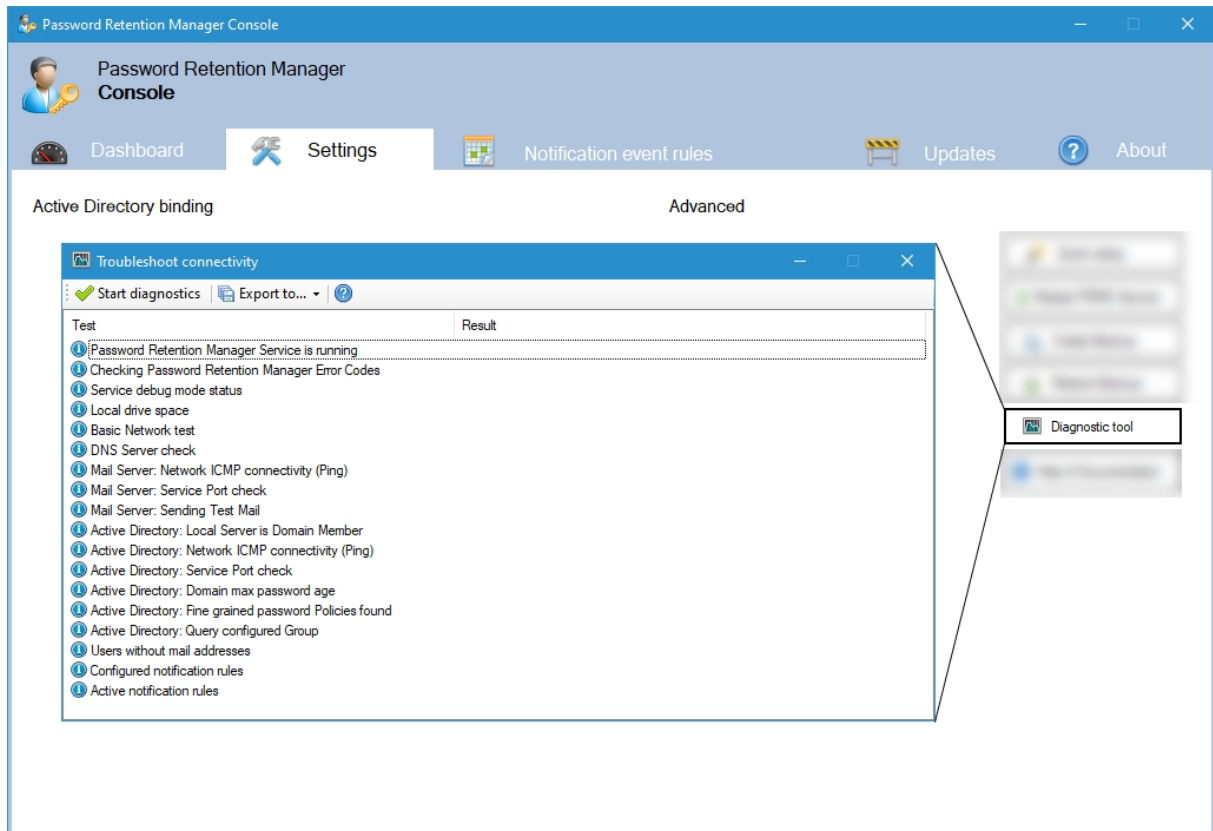 Password Retention Manager Console
Password Retention Manager
Console
Dashboard
Settings
Notification event rules
Updates
About
Active Directory binding
Advanced
Troubleshoot connectivity
Start diagnostics
Export to...
Test
Result
Password Retention Manager Service is running
Checking Password Retention Manager Error Codes
Service debug mode status
Local drive space
Basic Network test
DNS Server check
Mail Server: Network ICMP connectivity (Ping)
Mail Server: Service Port check
Mail Server: Sending Test Mail
Active Directory: Local Server is Domain Member
Active Directory: Network ICMP connectivity (Ping)
Active Directory: Service Port check
Active Directory: Domain max password age
Active Directory: Fine grained password Policies found
Active Directory: Query configured Group
Users without mail addresses
Configured notification rules
Active notification rules
Diagnostic tool